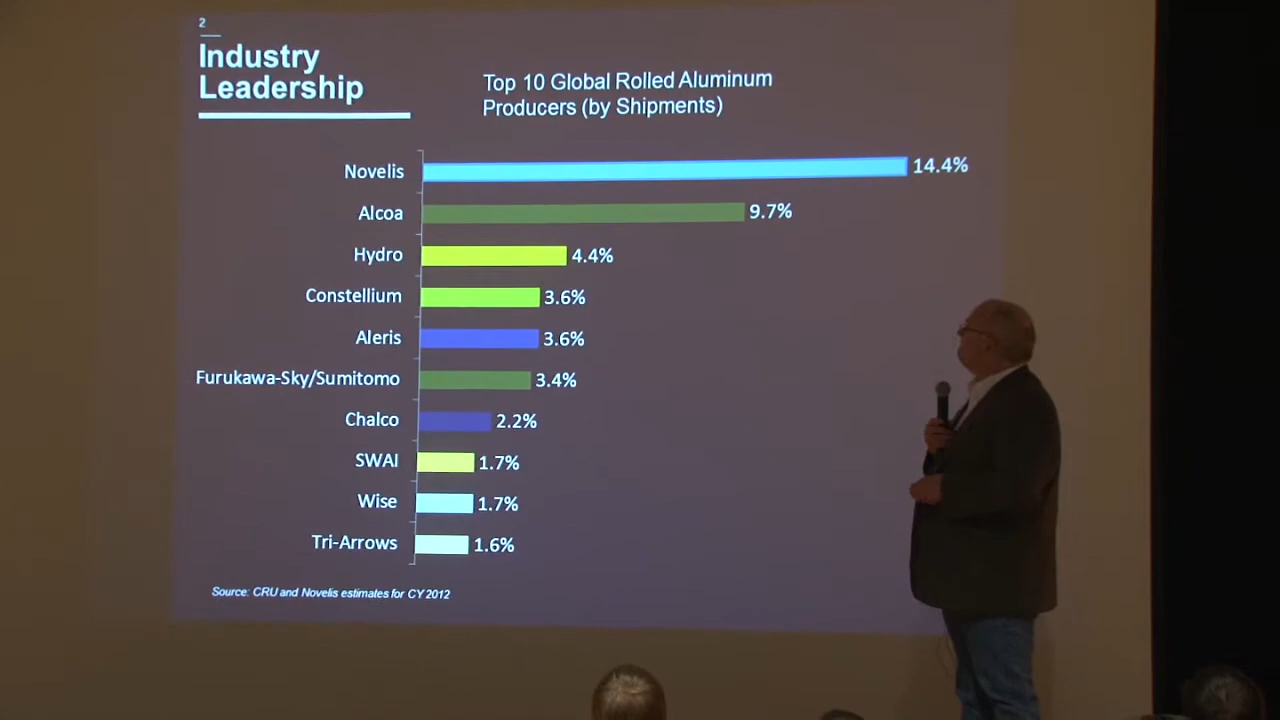 2
Industry
Leadership
Top 10 Global Rolled Aluminum
Producers (by Shipments)
Novelis 14.4%
Alcoa 9.7%
Hydro 4.4%
Constellium 3.6%
Aleris 3.6%
Furukawa-Sky/Sumitomo 3.4%
Chalco 2.2%
SWAI 1.7%
Wise 1.7%
Tri-Arrows 1.6%
Source: CRU and Novelis estimates for CY 2012